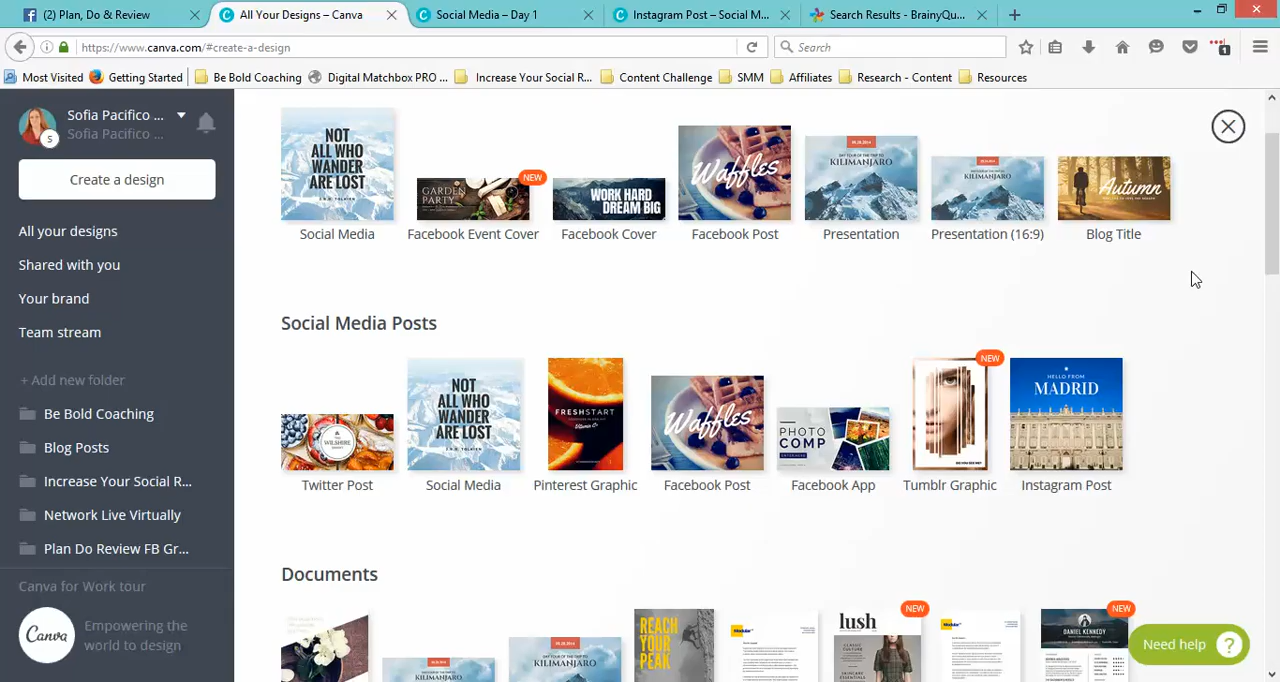 (2) Plan, Do & Review
All Your Designs – Canva
Social Media – Day 1
Instagram Post – Social M...
Search Results - BrainyQu...
https://www.canva.com/#create-a-design
Search
1
Most Visited
Getting Started
Be Bold Coaching
Digital Matchbox PRO ...
Increase Your Social R...
Content Challenge
SMM
Affiliates
Research - Content
Resources
Sofia Pacifico ...
Sofia Pacifico ...
S
Create a design
All your designs
Shared with you
Your brand
Team stream
+ Add new folder
Be Bold Coaching
Blog Posts
Increase Your Social R...
Network Live Virtually
Plan Do Review FB Gr...
Canva for Work tour
Canva
Empowering the
world to design
NOT
ALL WHO
WANDER
ARE LOST
Social Media
NEW
GARDEN
PARTY
Facebook Event Cover
WORK HARD
DREAM BIG
Facebook Cover
Waffles
Facebook Post
KILIMANJARO
Presentation
KILIMANJARO
Presentation (16:9)
Autumn
Blog Title
Social Media Posts
WILSHIRE
Twitter Post
NOT
ALL WHO
WANDER
ARE LOST
Social Media
FRESHSTART
Vitamin C+
Pinterest Graphic
Waffles
Facebook Post
PHOTO
COMP
Facebook App
NEW
Tumblr Graphic
HELLO FROM
MADRID
Instagram Post
Documents
KILIMANJARO
KILIMANJARO
REACH
YOUR
PEAK
Modular
NEW
lush
Modular
NEW
DANIEL KENNEDY
Need help ?